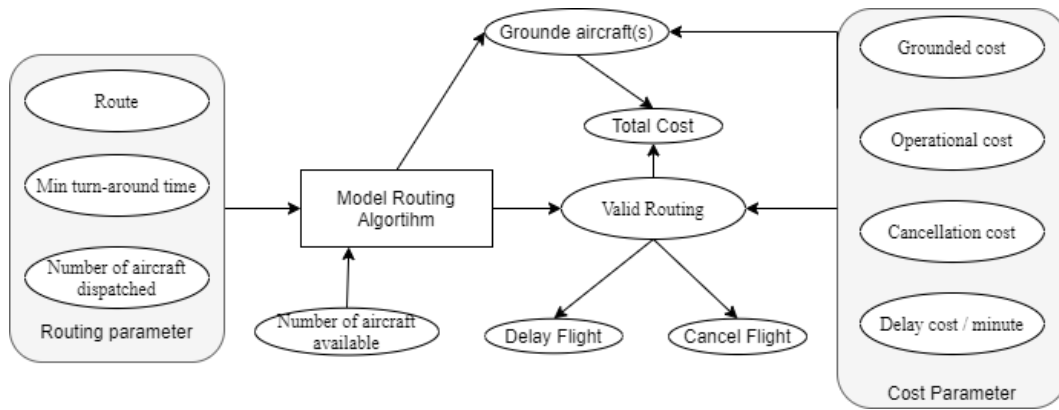 Route
Min turn-around time
Number of aircraft
dispatched
Routing parameter
Model Routing
Algortihm
Number of aircraft
available
Grounde aircraft(s)
Total Cost
Valid Routing
Delay Flight
Cancel Flight
Grounded cost
Operational cost
Cancellation cost
Delay cost / minute
Cost Parameter